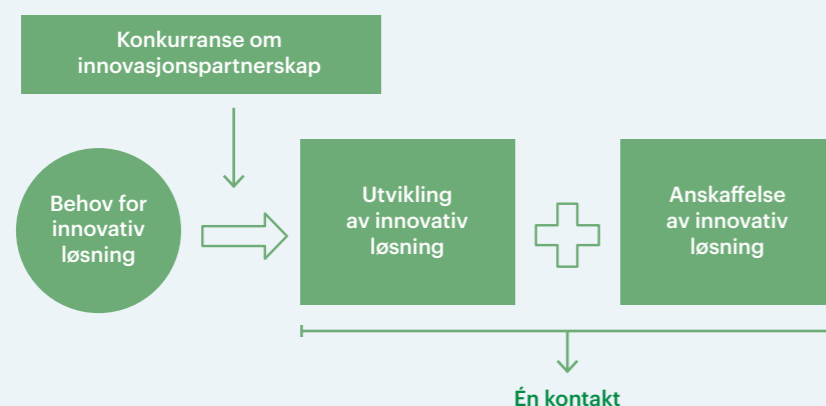 Konkurranse om
innovasjonspartnerskap
Behov for
innovativ
løsning
Utvikling
av innovativ
løsning
Anskaffelse
av innovativ
løsning
Én kontakt